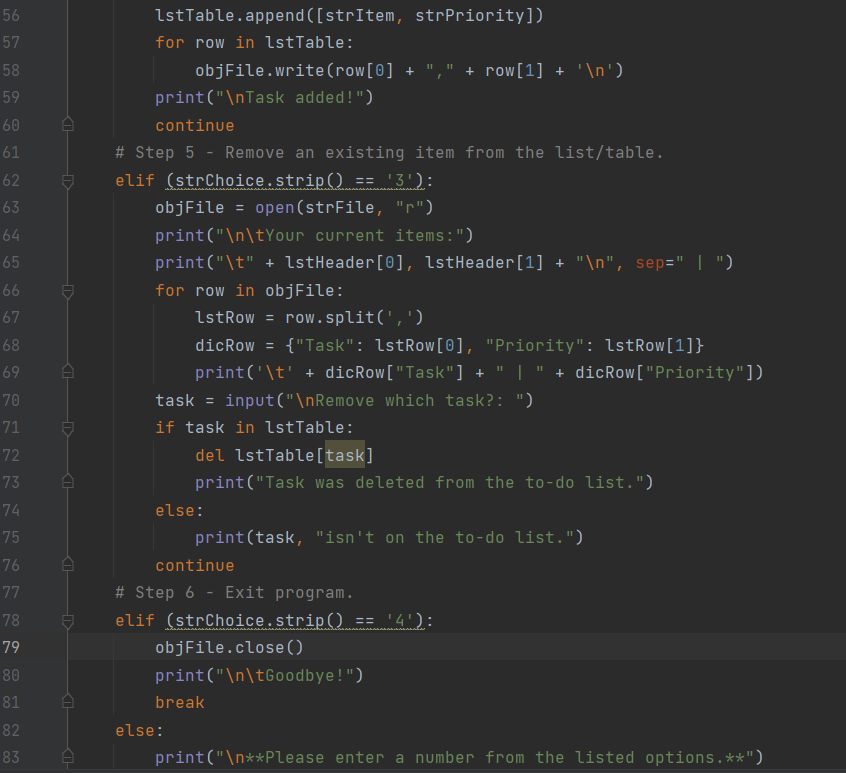 56 lstTable.append([strItem, strPriority])
57 for row in lstTable:
58 objFile.write(row[0] + "," + row[1] + '\n')
59 print("\nTask added!")
60 continue
61 # Step 5 - Remove an existing item from the list/table.
62 elif (strChoice.strip() == '3'):
63 objFile = open(strFile, "r")
64 print("\n\tYour current items:")
65 print("\t" + lstHeader[0], lstHeader[1] + "\n", sep=" | ")
66 for row in objFile:
67 lstRow = row.split(',')
68 dicRow = {"Task": lstRow[0], "Priority": lstRow[1]}
69 print('\t' + dicRow["Task"] + " | " + dicRow["Priority"])
70 task = input("\nRemove which task?: ")
71 if task in lstTable:
72 del lstTable[task]
73 print("Task was deleted from the to-do list.")
74 else:
75 print(task, "isn't on the to-do list.")
76 continue
77 # Step 6 - Exit program.
78 elif (strChoice.strip() == '4'):
79 objFile.close()
80 print("\n\tGoodbye!")
81 break
82 else:
83 print("\n**Please enter a number from the listed options.**")